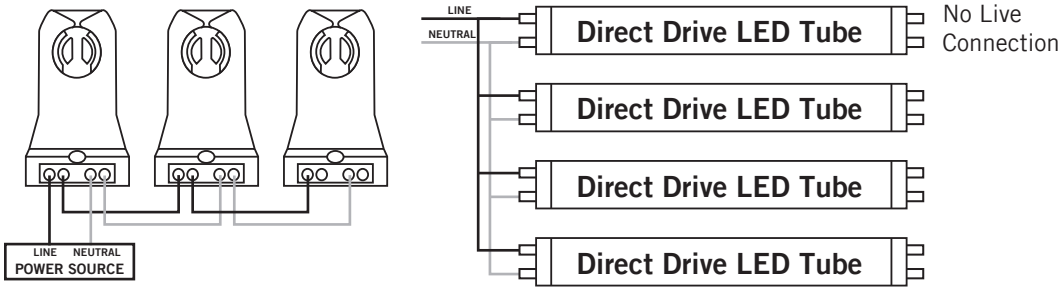 LINE NEUTRAL
POWER SOURCE
LINE
NEUTRAL
Direct Drive LED Tube
No Live
Connection
Direct Drive LED Tube
Direct Drive LED Tube
Direct Drive LED Tube